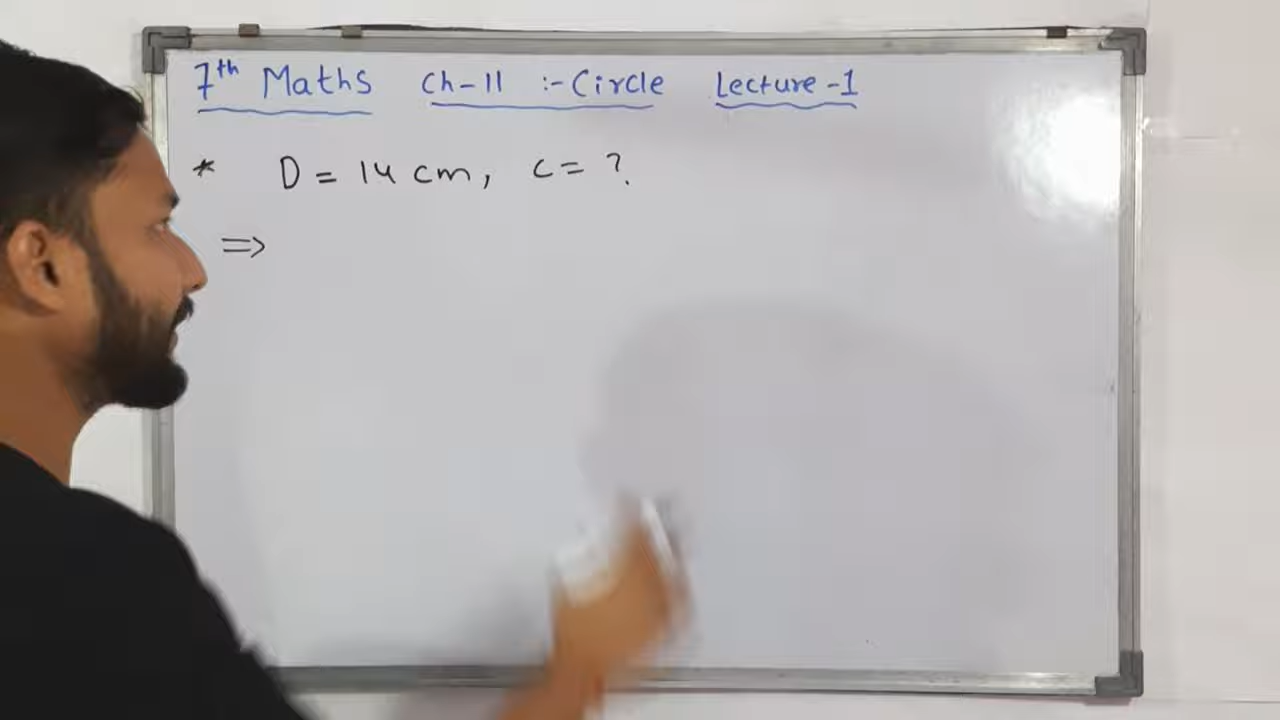 7th Maths Ch-11 :- Circle Lecture -1
* D = 14 cm, c = ?
⇒